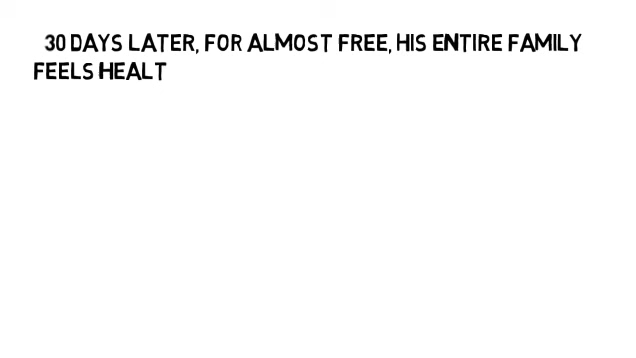 30 DAYS LATER, FOR ALMOST FREE, HIS ENTIRE FAMILY
FEELS HEALT